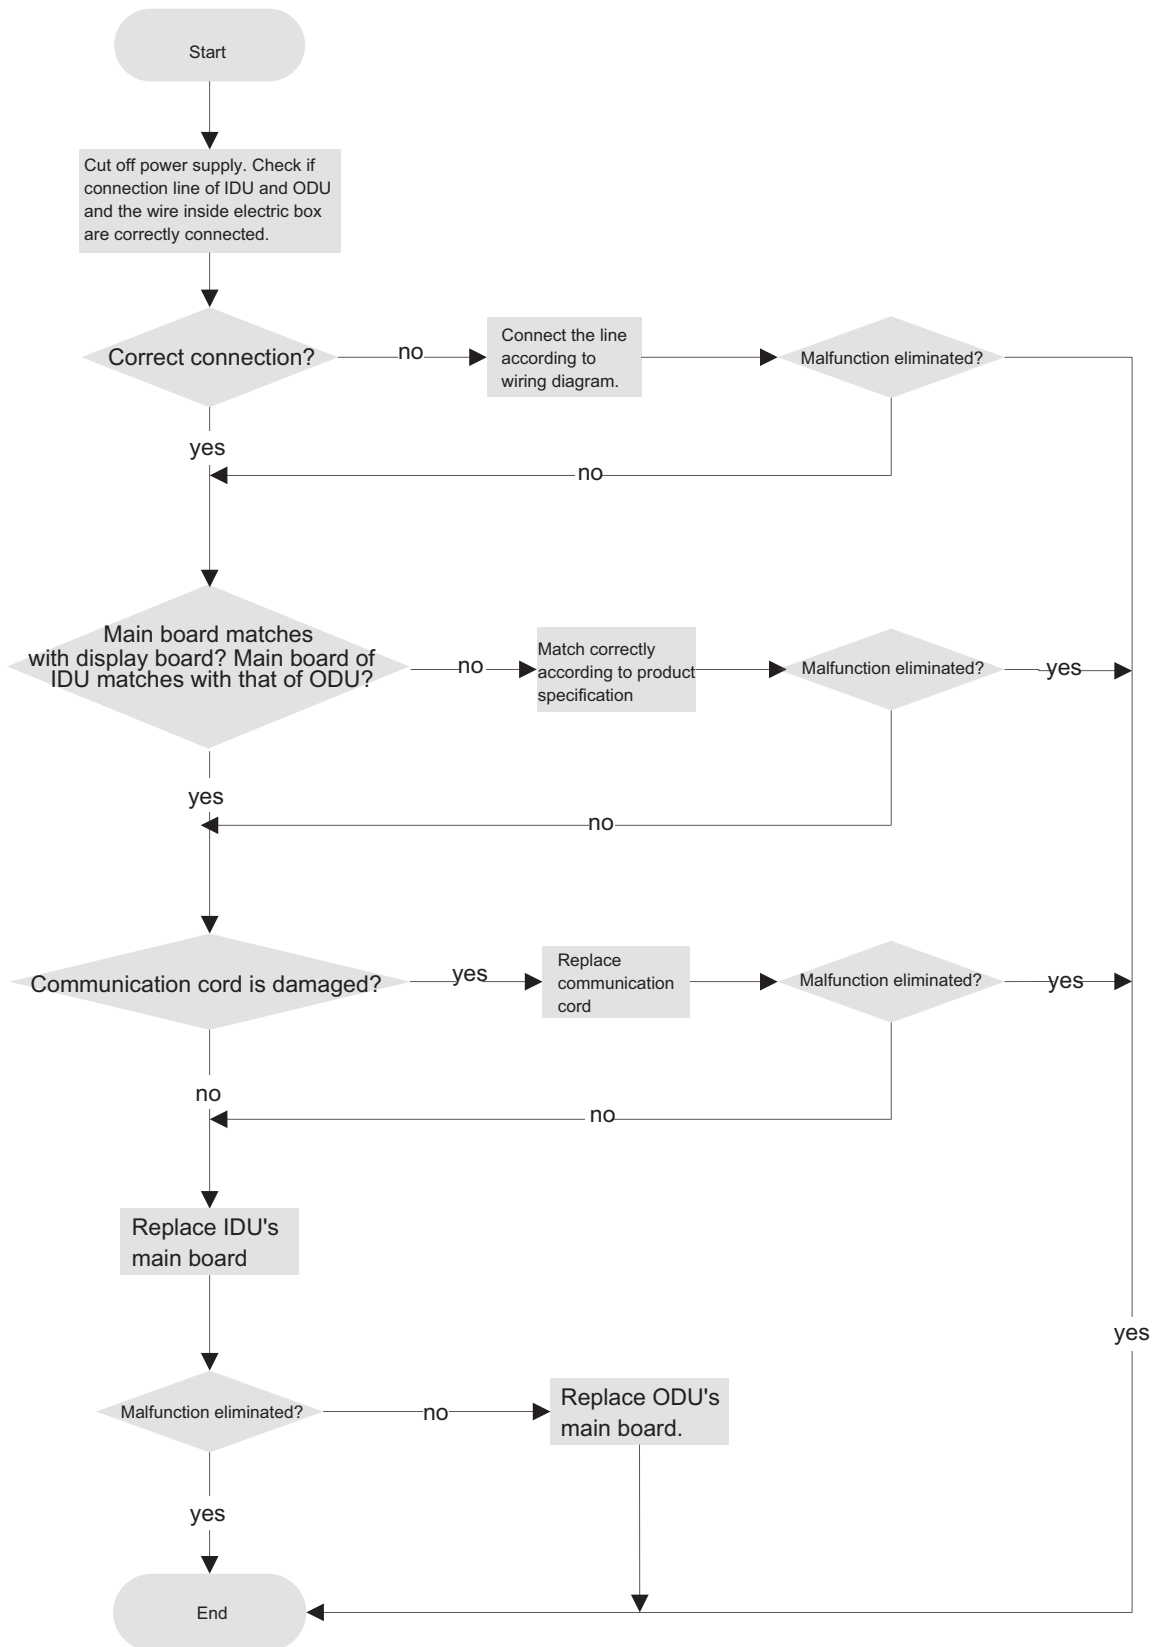 Start
Cut off power supply. Check if
connection line of IDU and ODU
and the wire inside electric box
are correctly connected.
Correct connection?
no
Connect the line
according to
wiring diagram.
Malfunction eliminated?
yes
no
Main board matches
with display board? Main board of
IDU matches with that of ODU?
no
Match correctly
according to product
specification
Malfunction eliminated?
yes
yes
no
Communication cord is damaged?
yes
Replace
communication
cord
Malfunction eliminated?
yes
no
no
Replace IDU's
main board
yes
Malfunction eliminated?
no
Replace ODU's
main board.
yes
End